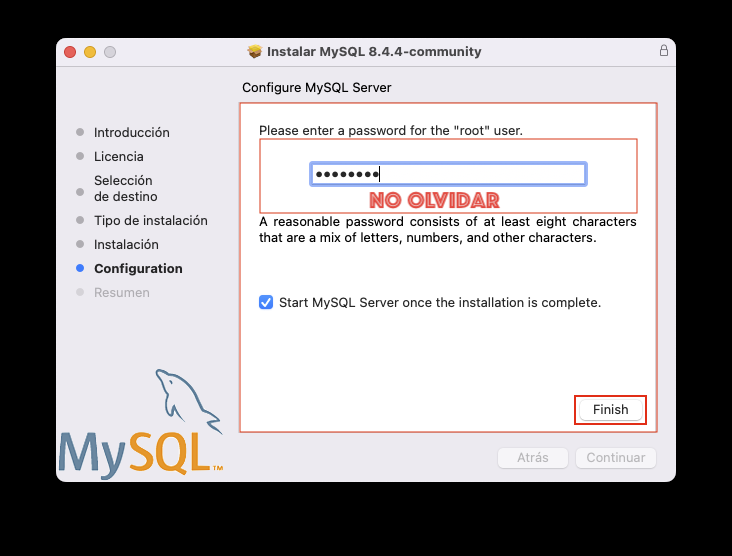 Instalar MySQL 8.4.4-community
Configure MySQL Server
Introducción
Licencia
Selección
de destino
Tipo de instalación
Instalación
Configuration
Resumen
Please enter a password for the "root" user.
••••••••
NO OLVIDAR
A reasonable password consists of at least eight characters
that are a mix of letters, numbers, and other characters.
Start MySQL Server once the installation is complete.
Finish
MySQL™
Atrás
Continuar